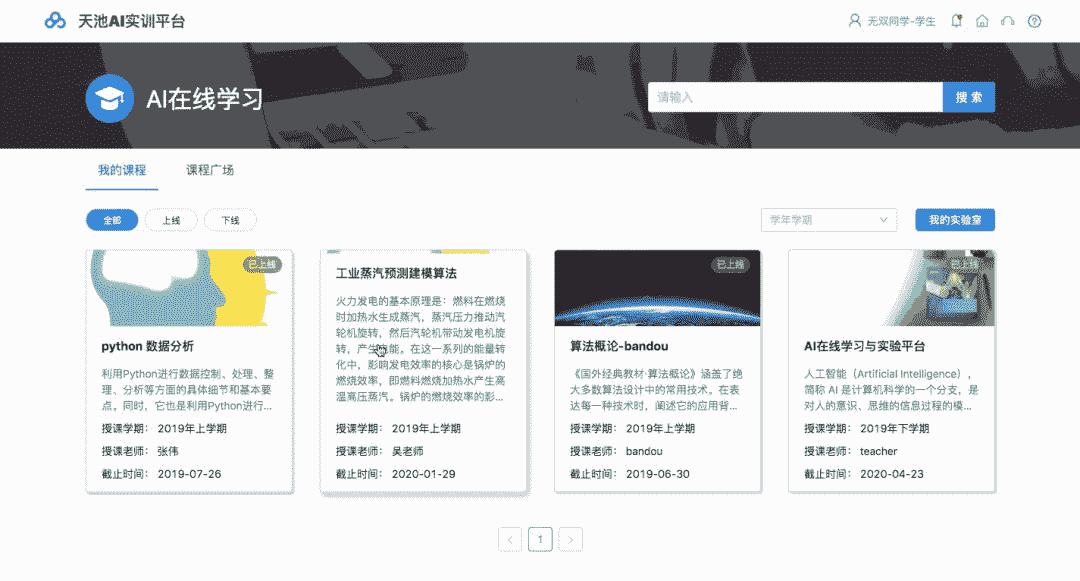 天池AI实训平台
无双同学-学生
AI在线学习
请输入
搜 索
我的课程
课程广场
全部
上线
下线
学年学期
我的实验室
已上线
python 数据分析
利用Python进行数据控制、处理、整
理、分析等方面的具体细节和基本要
点。同时，它也是利用Python进行...
授课学期： 2019年上学期
授课老师： 张伟
截止时间： 2019-07-26
工业蒸汽预测建模算法
火力发电的基本原理是：燃料在燃烧
时加热水生成蒸汽，蒸汽压力推动汽
轮机旋转，然后汽轮机带动发电机旋
转，产生电能。在这一系列的能量转
化中，影响发电效率的核心是锅炉的
燃烧效率，即燃料燃烧加热水产生高
温高压蒸汽。锅炉的燃烧效率的影...
授课学期： 2019年上学期
授课老师： 吴老师
截止时间： 2020-01-29
已上线
算法概论-bandou
《国外经典教材·算法概论》涵盖了绝
大多数算法设计中的常用技术。在表
达每一种技术时，阐述它的应用背...
授课学期： 2019年上学期
授课老师： bandou
截止时间： 2019-06-30
已上线
AI在线学习与实验平台
人工智能（Artificial Intelligence），
简称 AI 是计算机科学的一个分支，是
对人的意识、思维的信息过程的模...
授课学期： 2019年下学期
授课老师： teacher
截止时间： 2020-04-23
1